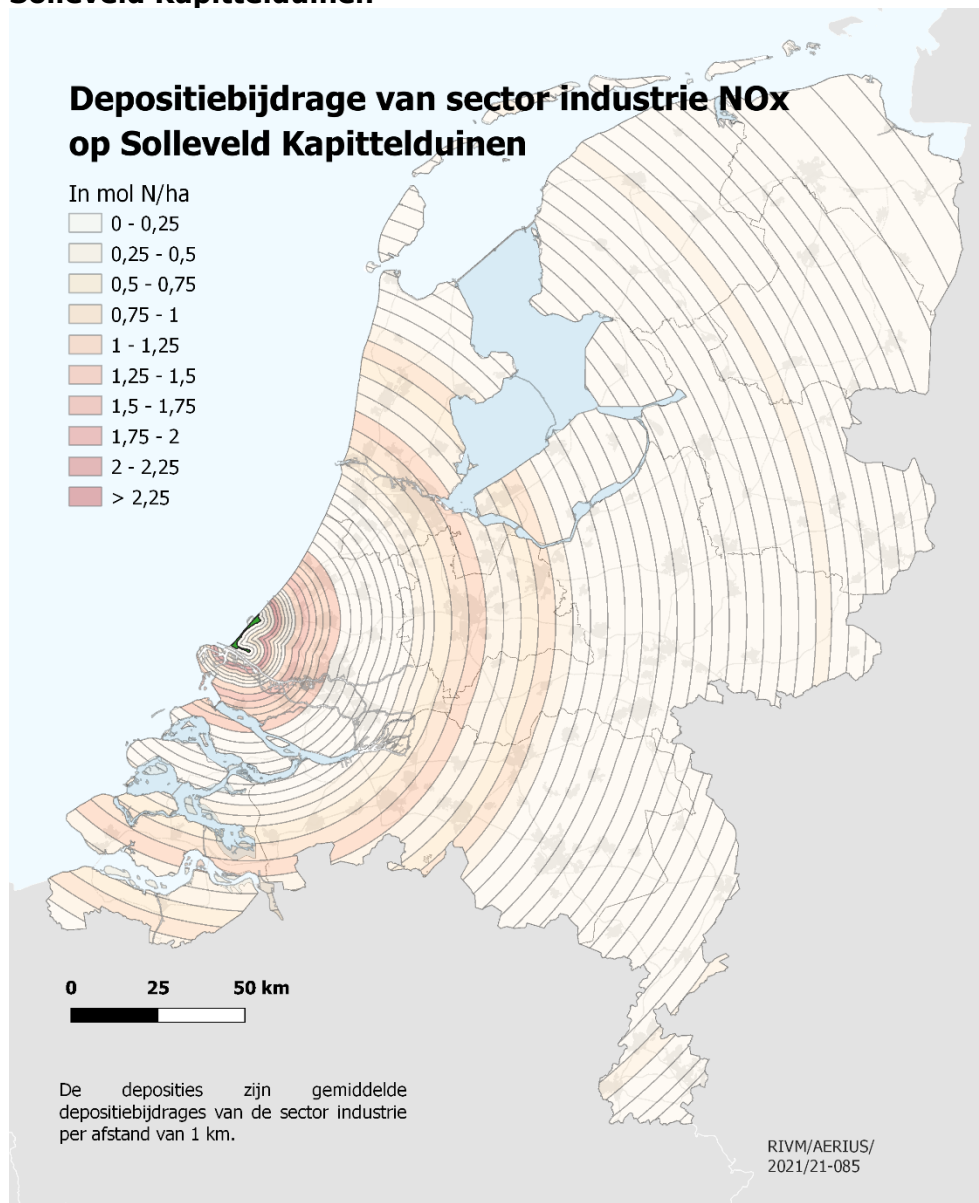 Solleveld Kapittelduinen
Depositiebijdrage van sector industrie NOx
op Solleveld Kapittelduinen
In mol N/ha
0 - 0,25
0,25 - 0,5
0,5 - 0,75
0,75 - 1
1 - 1,25
1,25 - 1,5
1,5 - 1,75
1,75 - 2
2 - 2,25
> 2,25
0 25 50 km
De deposities zijn gemiddelde
depositiebijdrages van de sector industrie
per afstand van 1 km.
RIVM/AERIUS/
2021/21-085